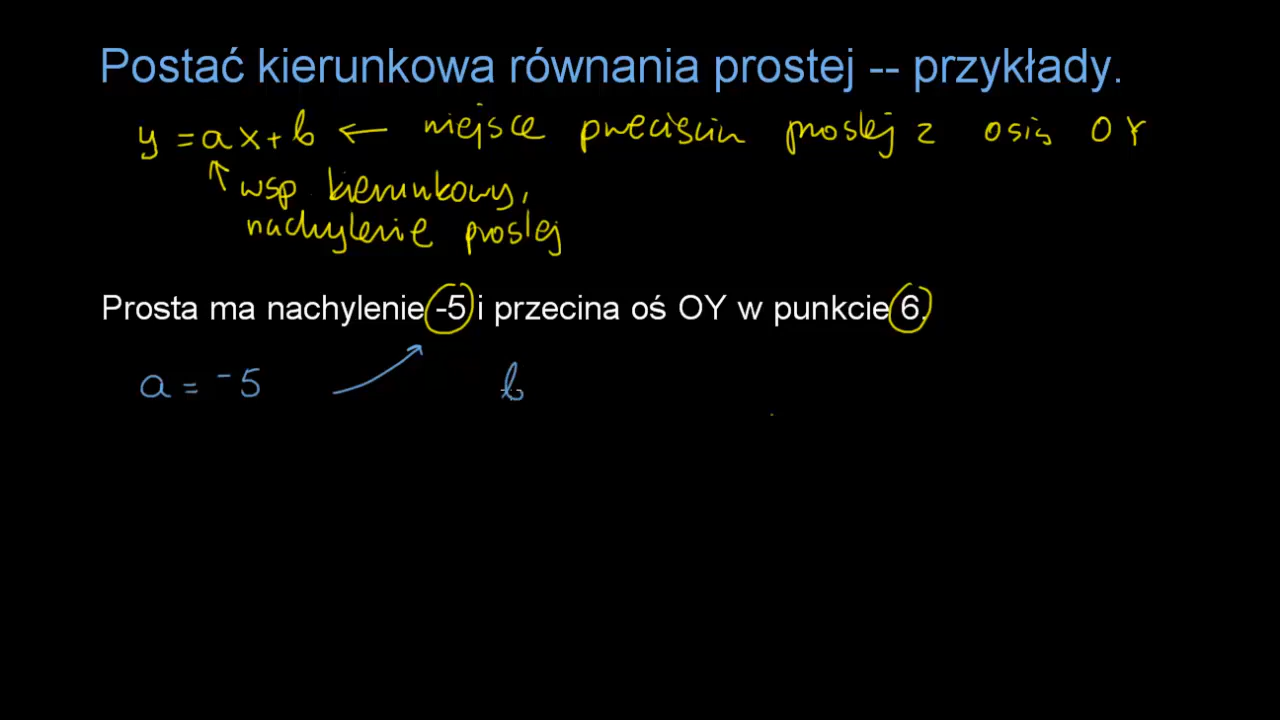 Postać kierunkowa równania prostej -- przykłady.
y = ax + b ← miejsce przecięcia prostej z osią OY
↑ wsp kierunkowy,
nachylenie prostej
Prosta ma nachylenie -5 i przecina oś OY w punkcie 6.
a = -5 b